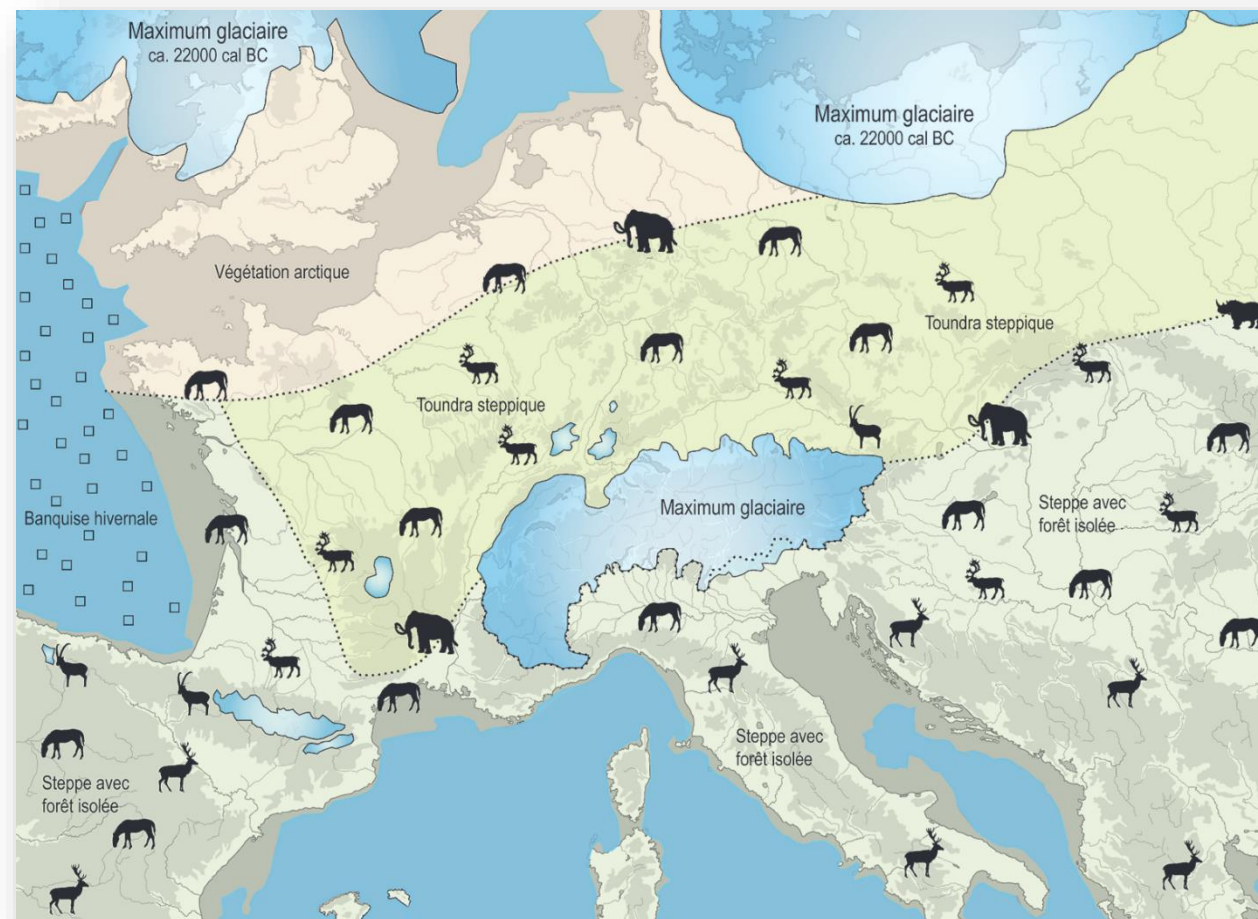 Maximum glaciaire
ca. 22000 cal BC
Maximum glaciaire
ca. 22000 cal BC
Végétation arctique
Toundra steppique
Toundra steppique
Maximum glaciaire
Steppe avec
forêt isolée
Banquise hivernale
Steppe avec
forêt isolée
Steppe avec
forêt isolée